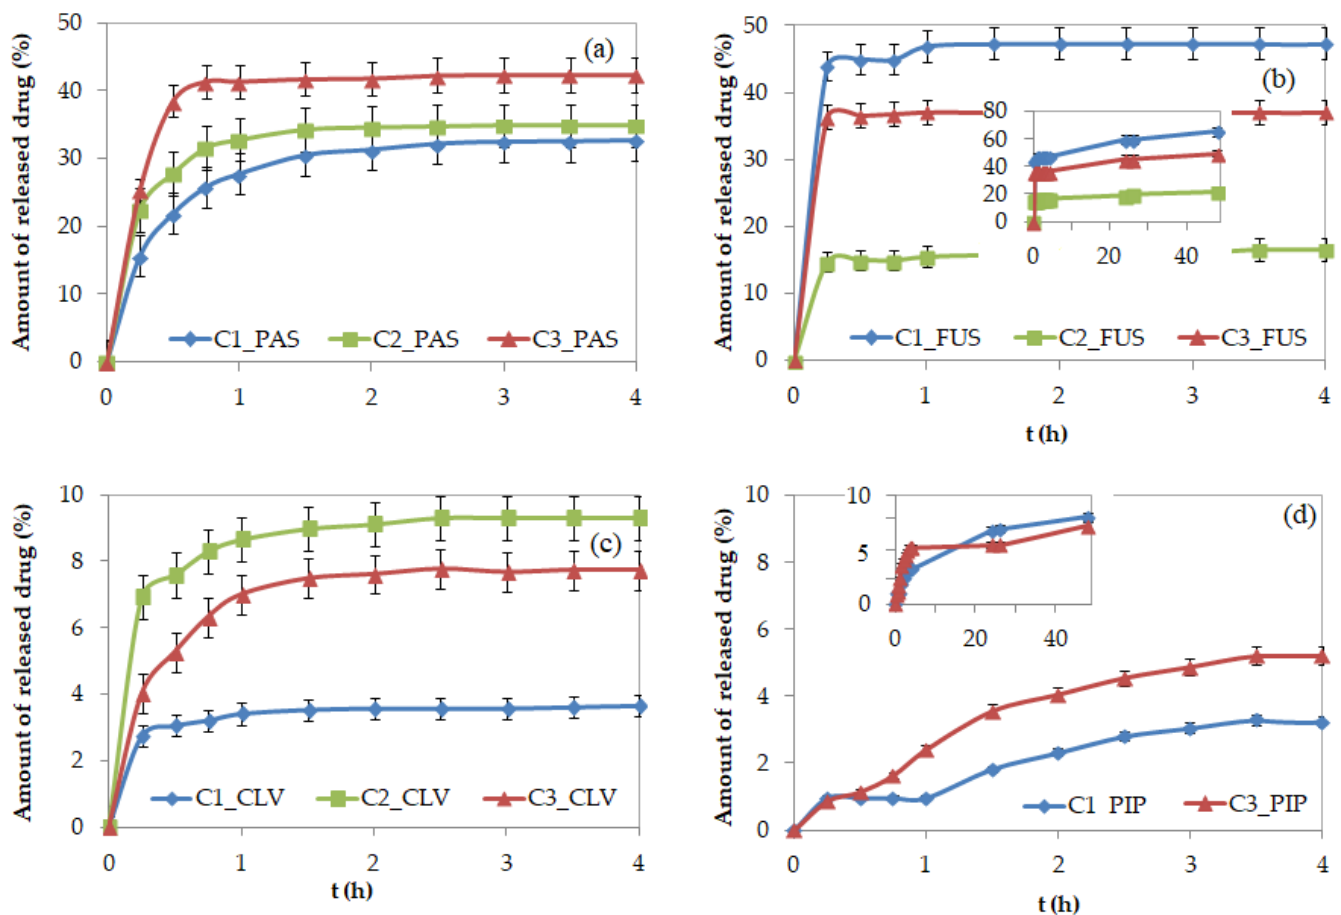 Amount of released drug (%)
50
40
30
20
10
0
(a)
C1_PAS C2_PAS C3_PAS
0 1 2 3 4
Amount of released drug (%)
50
40
30
20
10
0
(b)
80
60
40
20
0
0 20 40
C1_FUS C2_FUS C3_FUS
0 1 2 3 4
t (h)
Amount of released drug (%)
10
8
6
4
2
0
(c)
C1_CLV C2_CLV C3_CLV
0 1 2 3 4
t (h)
Amount of released drug (%)
10
8
6
4
2
0
(d)
10
5
0
0 20 40
C1 PIP C3_PIP
0 1 2 3 4
t (h)